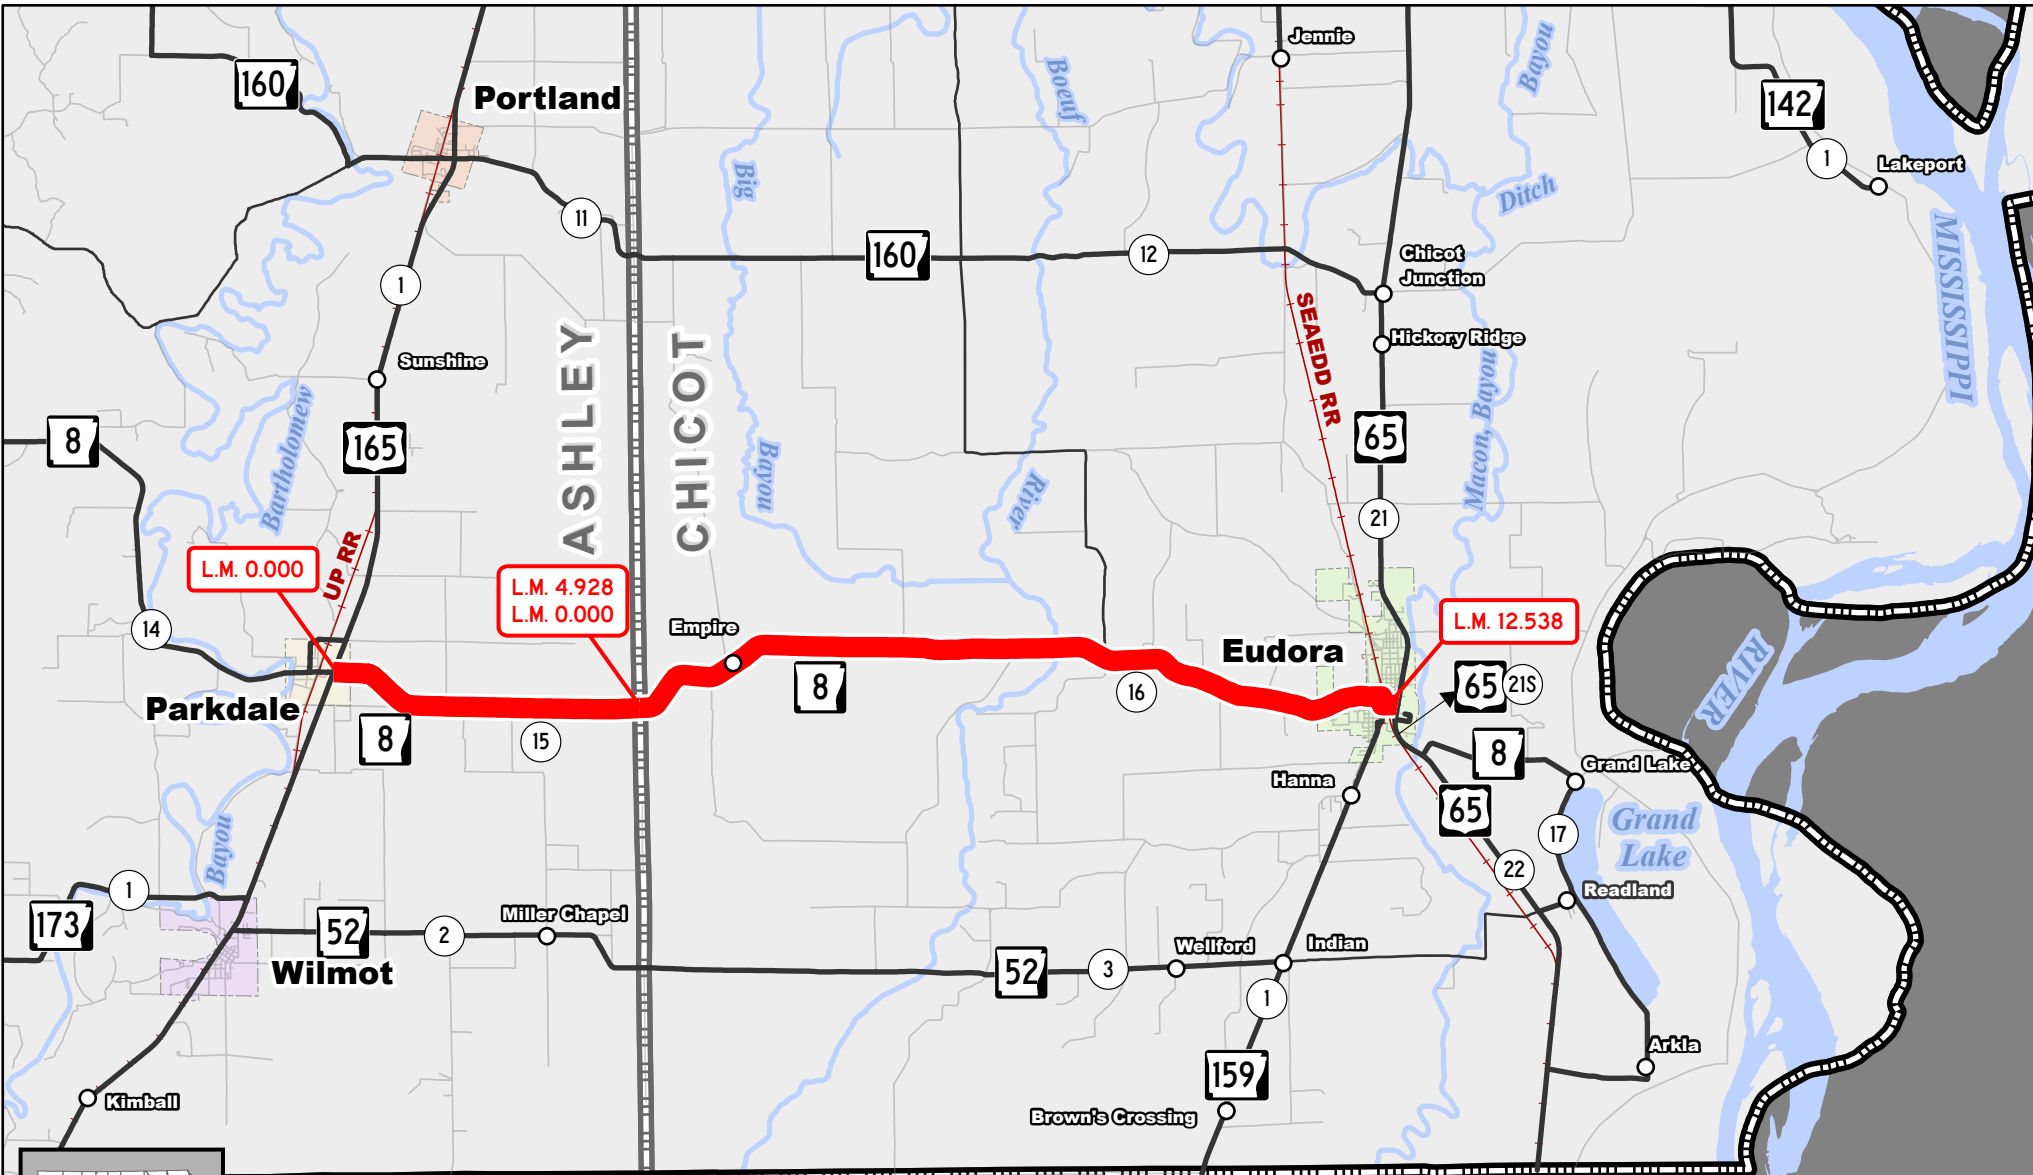 Jennie
160
Portland
Boeuf
Bayou
142
1
Lakeport
Big
Ditch
11
160
12
Chicot
Junction
MISSISSIPPI
1
SEAEDD RR
Hickory Ridge
Sunshine
ASHLEY
CHICOT
Macon, Bayou
Bartholomew
8
165
65
Bayou
River
21
UP RR
L.M. 0.000
L.M. 4.928
L.M. 0.000
L.M. 12.538
14
Empire
Eudora
RIVER
Parkdale
8
16
65
21S
8
15
8
Grand Lake
Hanna
65
Grand
Lake
17
Bayou
22
1
Readland
173
52
2
Miller Chapel
Wilmot
52
3
Wellford
Indian
1
Arkla
159
Kimball
Brown's Crossing